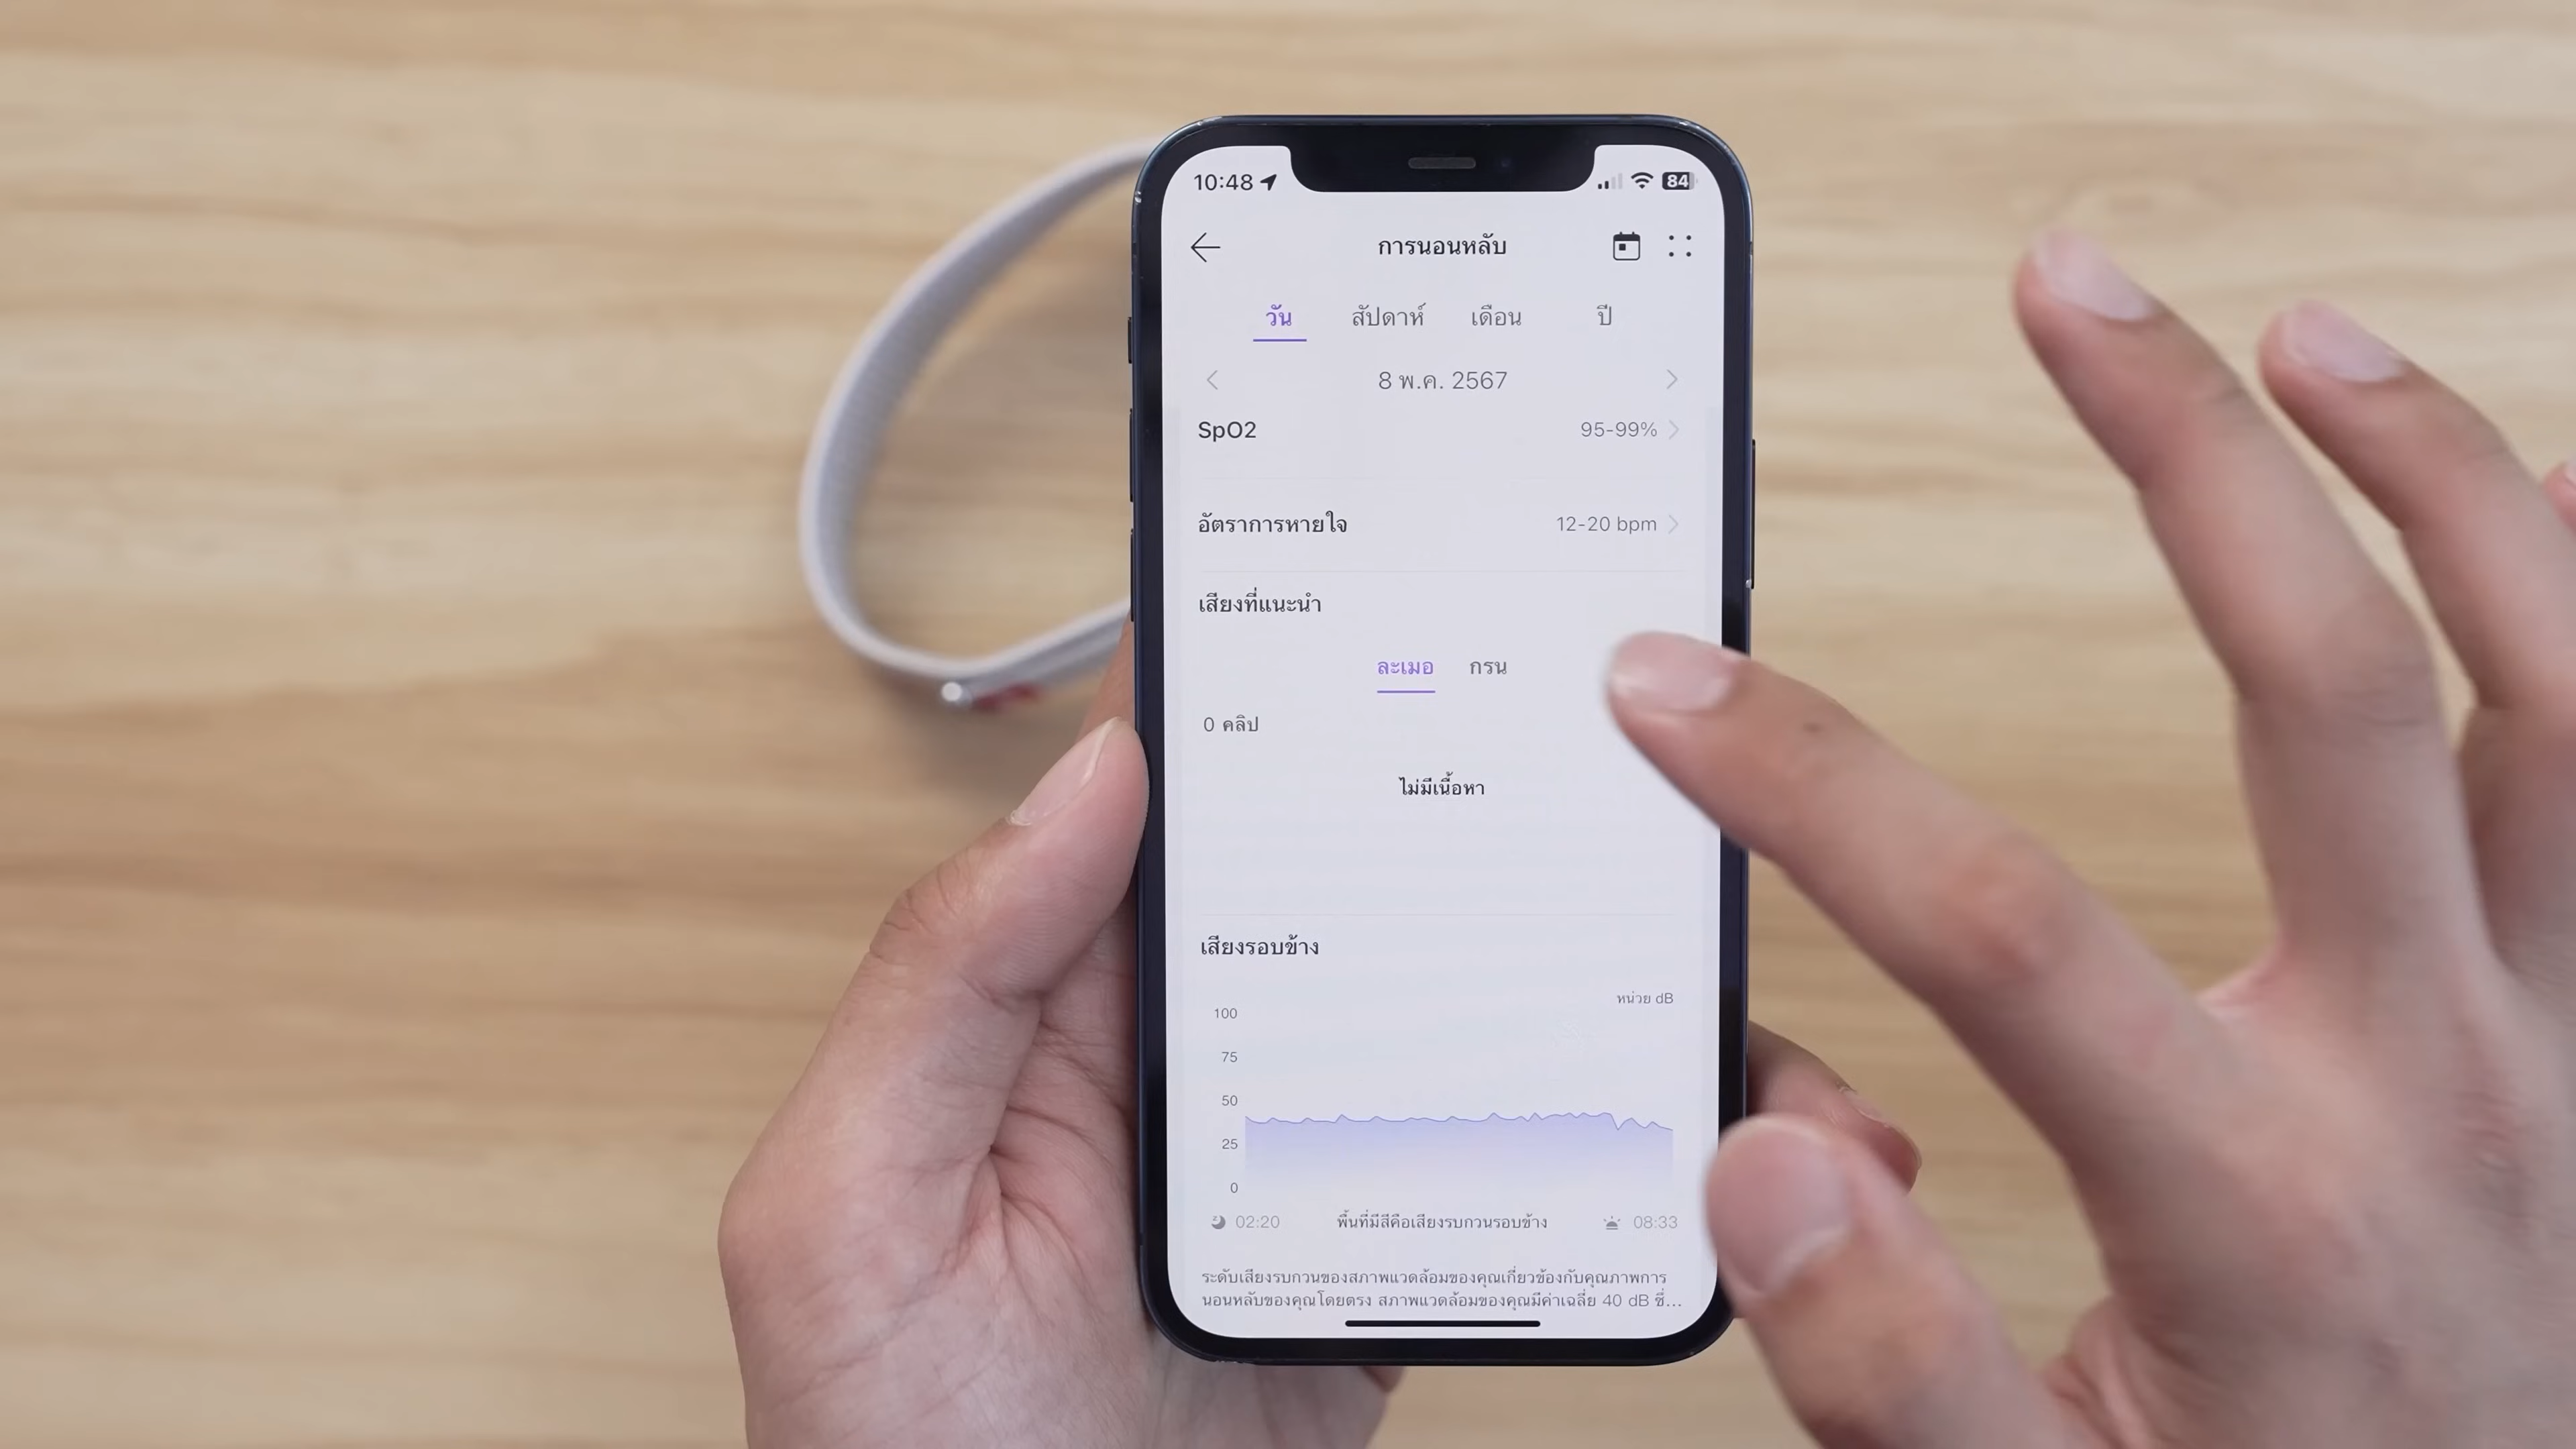 10:48
84
การนอนหลับ
วัน สัปดาห์ เดือน ปี
8 พ.ค. 2567
SpO2 95-99%
อัตราการหายใจ 12-20 bpm
เสียงที่แนะนำ
ละเมอ กรน
0 คลิป
ไม่มีเนื้อหา
เสียงรอบข้าง
หน่วย dB
100
75
50
25
0
02:20 พื้นที่มีสีคือเสียงรบกวนรอบข้าง 08:33
ระดับเสียงรบกวนของสภาพแวดล้อมของคุณเกี่ยวข้องกับคุณภาพการ
นอนหลับของคุณโดยตรง สภาพแวดล้อมของคุณมีค่าเฉลี่ย 40 dB ซึ่...